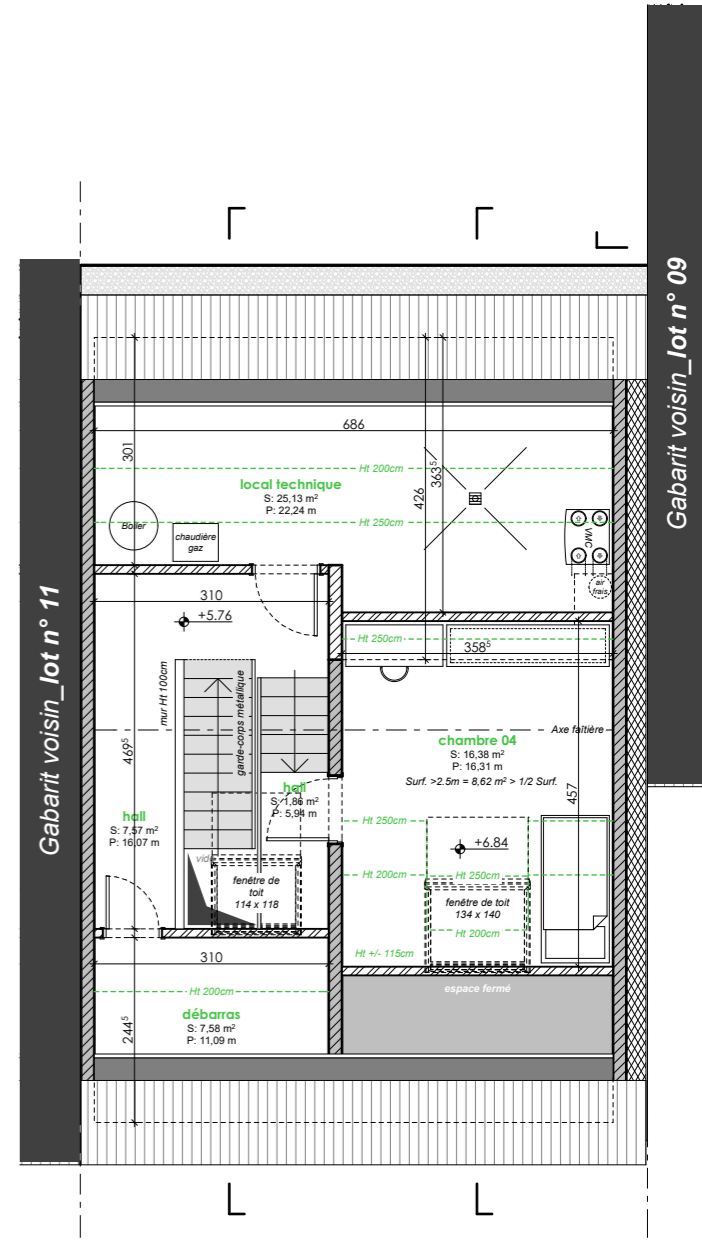 Gabarit voisin_lot n° 09
Gabarit voisin_lot n° 11
686
301
Ht 200cm
local technique
S: 25,13 m²
P: 22,24 m
426
363⁵
Ht 250cm
Boiler
chaudière
gaz
VMC
air
frais
310
+5.76
Ht 250cm
358⁵
mur Ht 100cm
garde-corps métallique
469⁵
Axe faîtière
chambre 04
S: 16,38 m²
P: 16,31 m
Surf. >2.5m = 8,62 m² > 1/2 Surf.
457
hall
S: 1,86 m²
P: 5,94 m
hall
S: 7,57 m²
P: 16,07 m
Ht 250cm
+6.84
vide
Ht 200cm
Ht 250cm
fenêtre de
toit
114 x 118
fenêtre de toit
134 x 140
Ht 200cm
310
Ht +/- 115cm
espace fermé
Ht 200cm
débarras
S: 7,58 m²
P: 11,09 m
244⁵